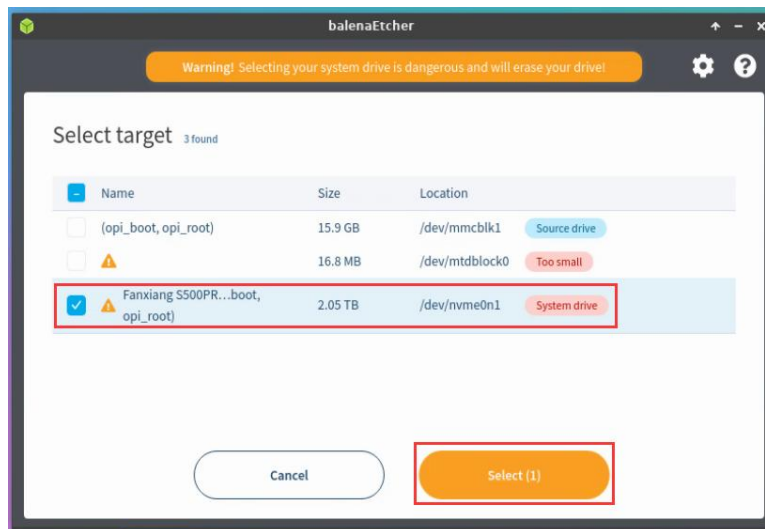 balenaEtcher
Warning! Selecting your system drive is dangerous and will erase your drive!
Select target 3 found
Name Size Location
(opi_boot, opi_root) 15.9 GB /dev/mmcblk1 Source drive
16.8 MB /dev/mtdblock0 Too small
Fanxiang S500PR...boot,
opi_root) 2.05 TB /dev/nvme0n1 System drive
Cancel Select (1)